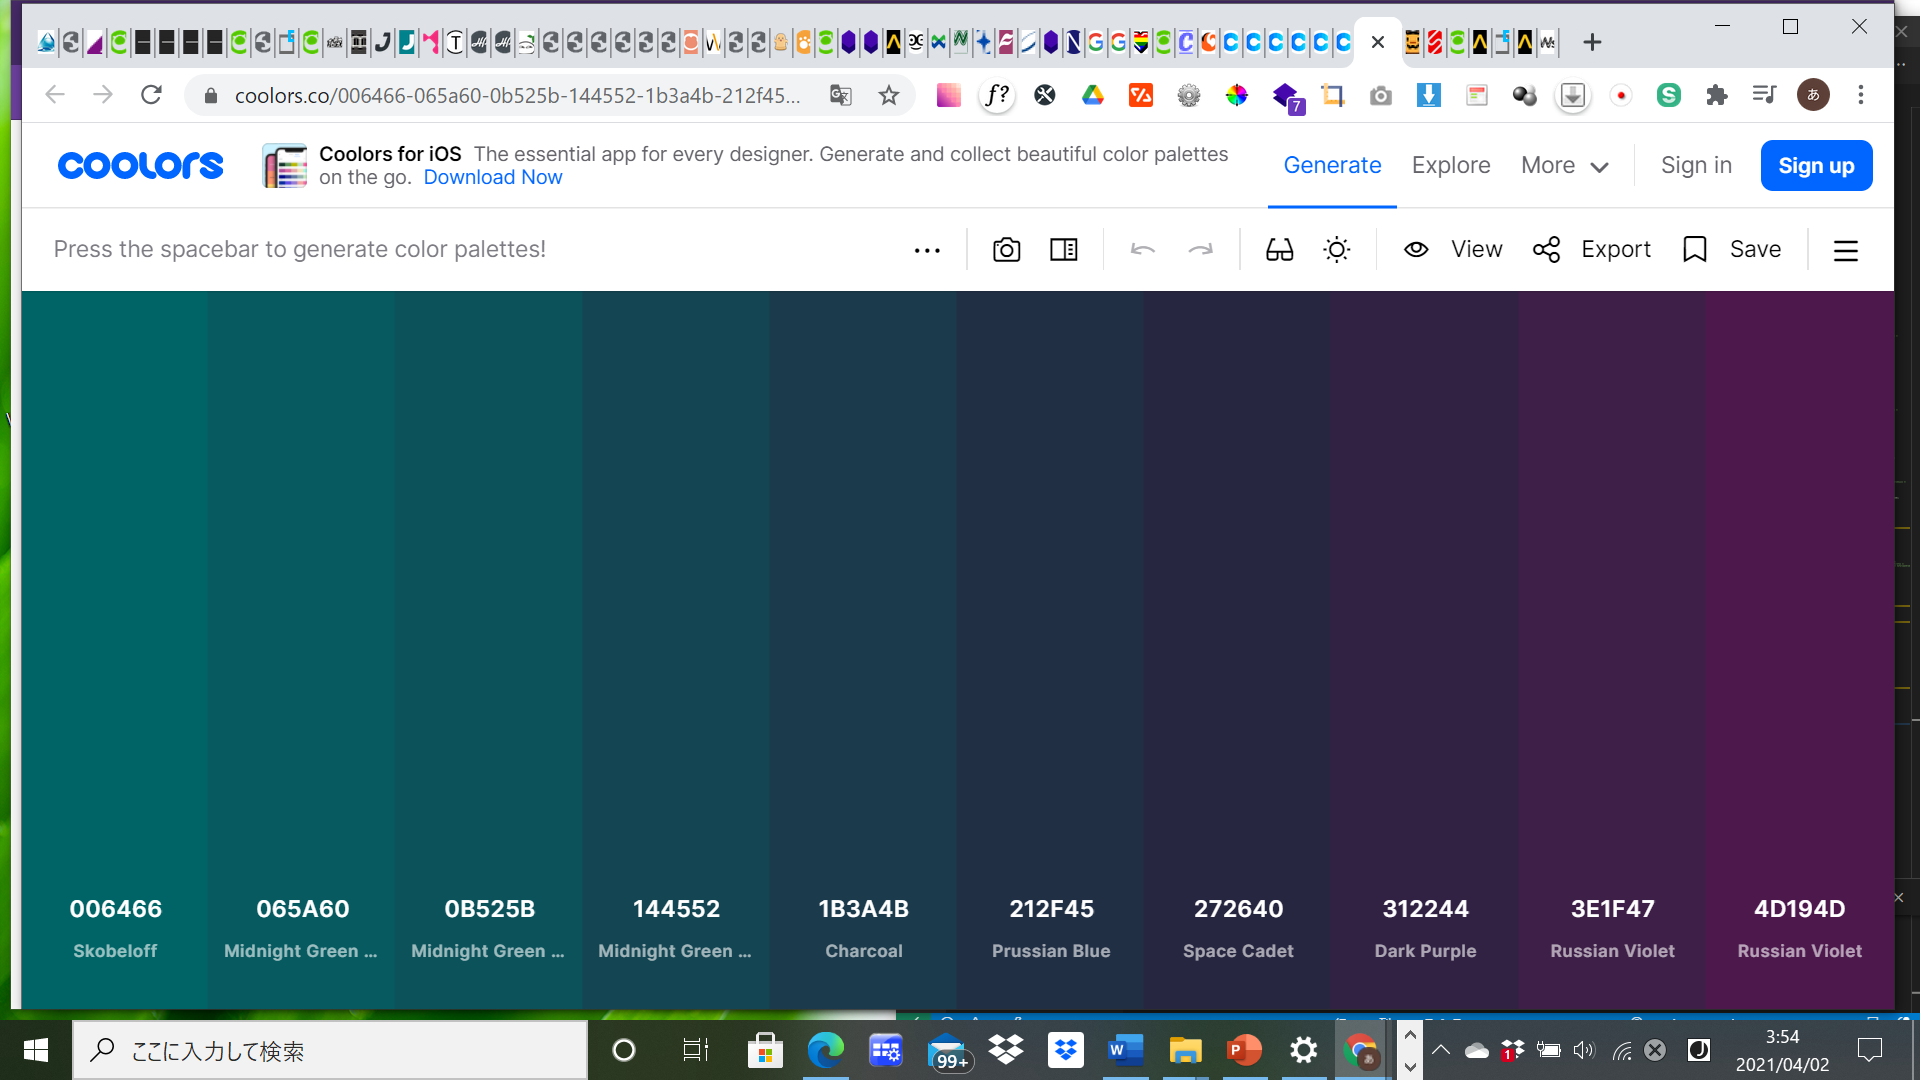 coolors.co/006466-065a60-0b525b-144552-1b3a4b-212f45...
f?
7
あ
coolors
Coolors for iOS The essential app for every designer. Generate and collect beautiful color palettes
on the go. Download Now
Generate
Explore
More
Sign in
Sign up
Press the spacebar to generate color palettes!
View
Export
Save
006466
065A60
0B525B
144552
1B3A4B
212F45
272640
312244
3E1F47
4D194D
Skobeloff
Midnight Green ...
Midnight Green ...
Midnight Green ...
Charcoal
Prussian Blue
Space Cadet
Dark Purple
Russian Violet
Russian Violet
ここに入力して検索
99+
1
3:54
2021/04/02